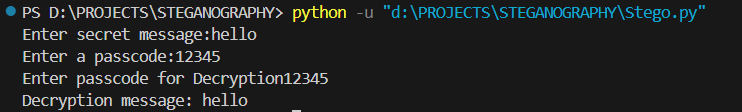 PS D:\PROJECTS\STEGANOGRAPHY> python -u "d:\PROJECTS\STEGANOGRAPHY\Stego.py"
Enter secret message:hello
Enter a passcode:12345
Enter passcode for Decryption12345
Decryption message: hello